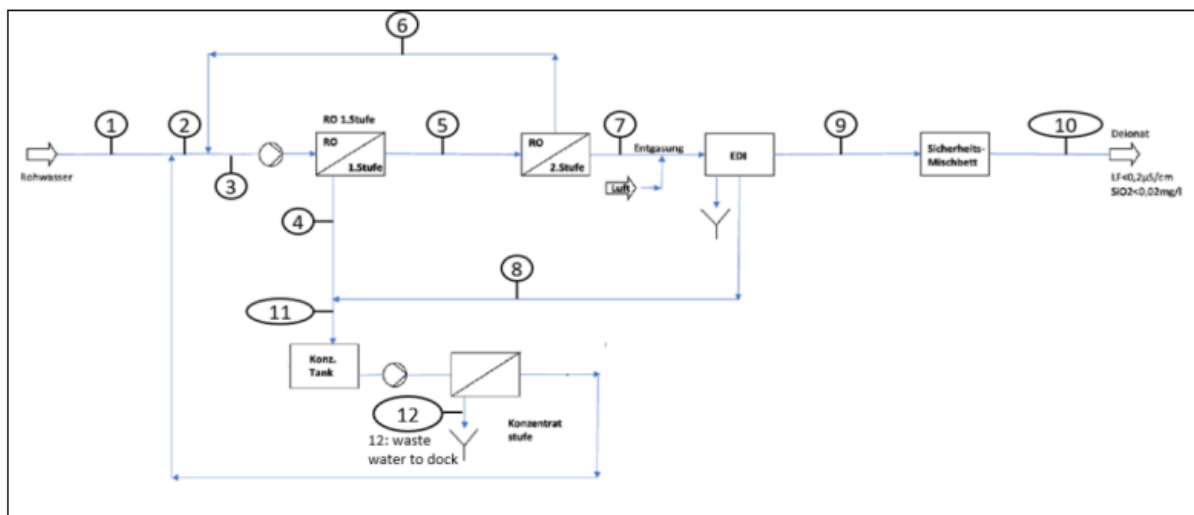 6
1
2
RO 1.Stufe
5
7
9
10
Deionat
RO
1.Stufe
RO
2.Stufe
Entgasung
EDI
Sicherheits-
Mischbett
Rohwasser
3
Luft
LF<0,2µS/cm
SiO2<0,02mg/l
4
8
11
Konz.
Tank
12
Konzentrat
stufe
12: waste
water to dock